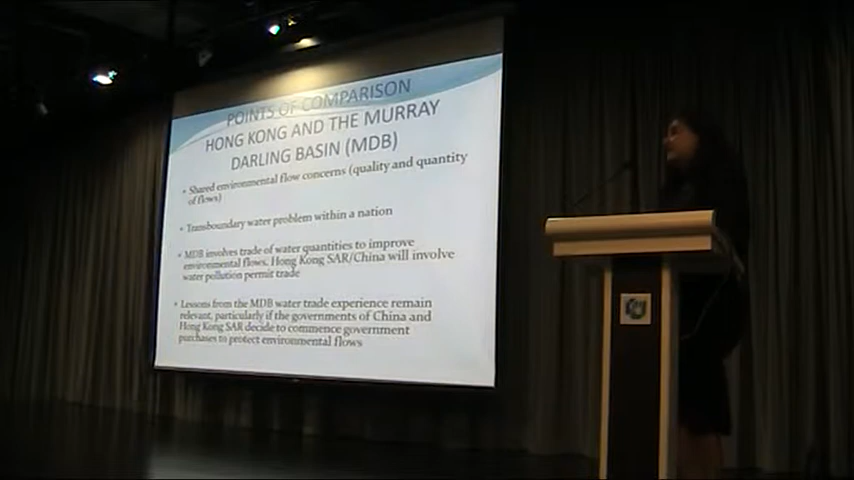 POINTS OF COMPARISON
HONG KONG AND THE MURRAY
DARLING BASIN (MDB)
• Shared environmental flow concerns (quality and quantity
of flows)
• Transboundary water problem within a nation
• MDB involves trade of water quantities to improve
environmental flows. Hong Kong SAR/China will involve
water pollution permit trade
• Lessons from the MDB water trade experience remain
relevant, particularly if the governments of China and
Hong Kong SAR decide to commence government
purchases to protect environmental flows